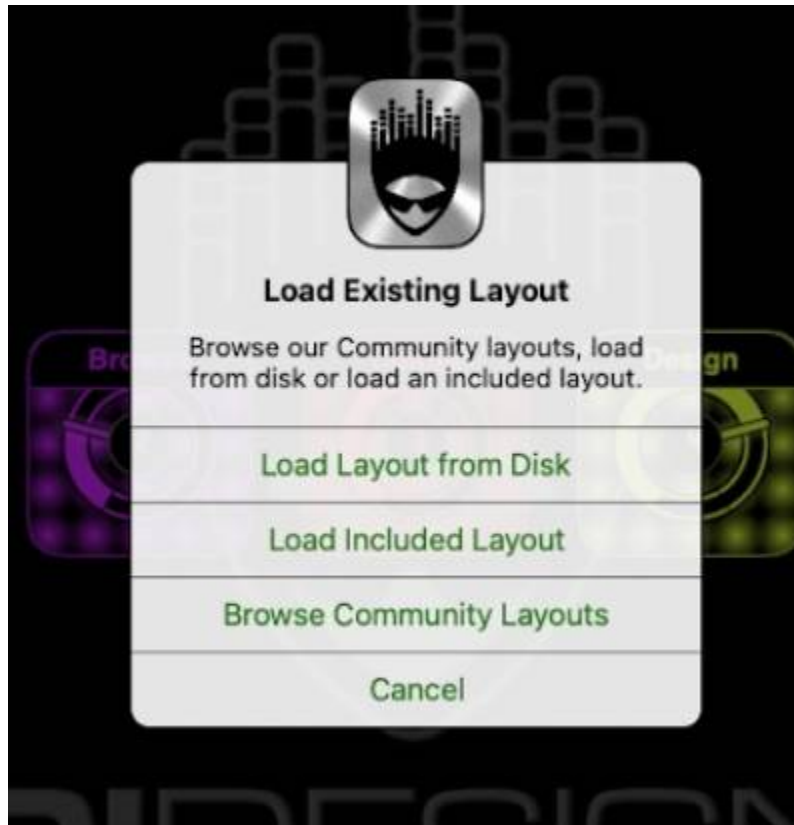 Load Existing Layout
Browse our Community layouts, load
from disk or load an included layout.
Load Layout from Disk
Load Included Layout
Browse Community Layouts
Cancel